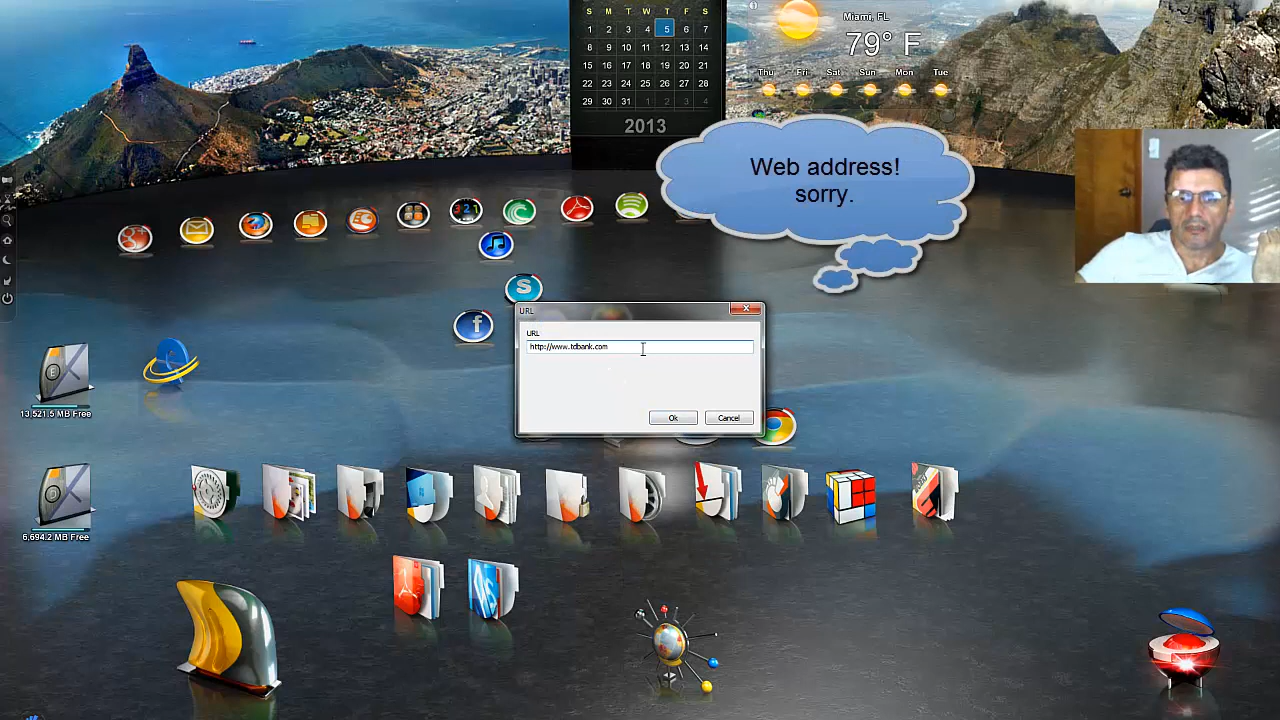 S M T W T F S
1 2 3 4 5 6 7
8 9 10 11 12 13 14
15 16 17 18 19 20 21
22 23 24 25 26 27 28
29 30 31 1 2 3 4
2013
Miami, FL
79° F
Thu Fri Sat Sun Mon Tue
Web address!
sorry.
S
f
URL
URL
http://www.tdbank.com
Ok Cancel
E
521.5 MB Free
6,694.2 MB Free